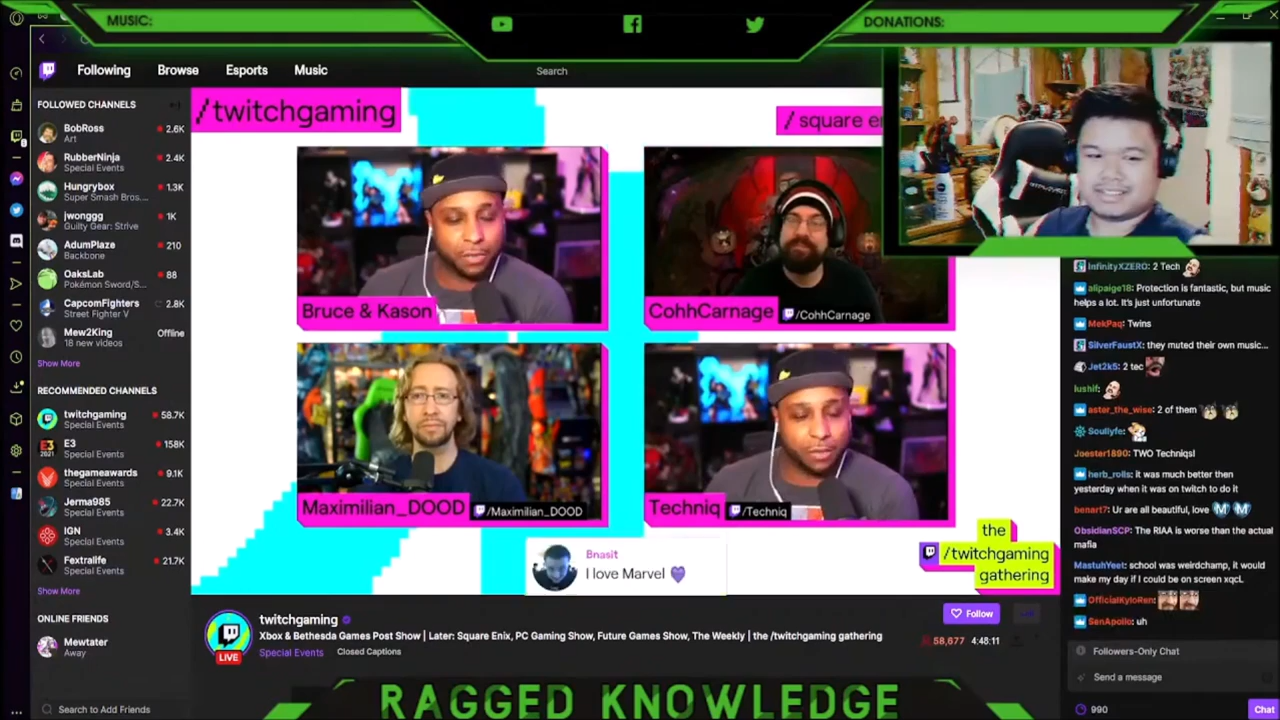 MUSIC:
DONATIONS:
Following
Browse
Esports
Music
Search
FOLLOWED CHANNELS
BobRoss
Art
2.6K
RubberNinja
Special Events
2.4K
Hungrybox
Super Smash Bros....
1.3K
jwonggg
Guilty Gear: Strive
1K
AdumPlaze
Backbone
210
OaksLab
Pokémon Sword/S...
88
CapcomFighters
Street Fighter V
2.8K
Mew2King
18 new videos
Offline
Show More
RECOMMENDED CHANNELS
twitchgaming
Special Events
58.7K
E3
Special Events
158K
thegameawards
Special Events
9.1K
Jerma985
Special Events
22.7K
IGN
Special Events
3.4K
Fextralife
Special Events
21.7K
Show More
ONLINE FRIENDS
Mewtater
Away
Search to Add Friends
/twitchgaming
/ square en
Bruce & Kason
CohhCarnage
/CohhCarnage
Maximilian_DOOD
/Maximilian_DOOD
Techniq
/Techniq
Bnasit
I love Marvel
the
/twitchgaming
gathering
twitchgaming
Xbox & Bethesda Games Post Show | Later: Square Enix, PC Gaming Show, Future Games Show, The Weekly | the /twitchgaming gathering
Special Events
Closed Captions
LIVE
Follow
58,677
4:48:11
InfinityXZERO: 2 Tech
alipaige18: Protection is fantastic, but music
helps a lot. It's just unfortunate
MekPaq: Twins
SilverFaustX: they muted their own music...
Jet2k5: 2 tec
lushif:
astor_the_wise: 2 of them
Soullyfe:
Joestar1890: TWO Techniqs!
herb_rolls: it was much better then
yesterday when it was on twitch to do it
benart7: Ur are all beautiful, love
ObsidianSCP: The RIAA is worse than the actual
mafia
MastuhYeet: school was weirdchamp, it would
make my day if I could be on screen xqcL
OfficialKyloRen:
SenApollo: uh
Followers-Only Chat
Send a message
990
Chat
RAGGED KNOWLEDGE